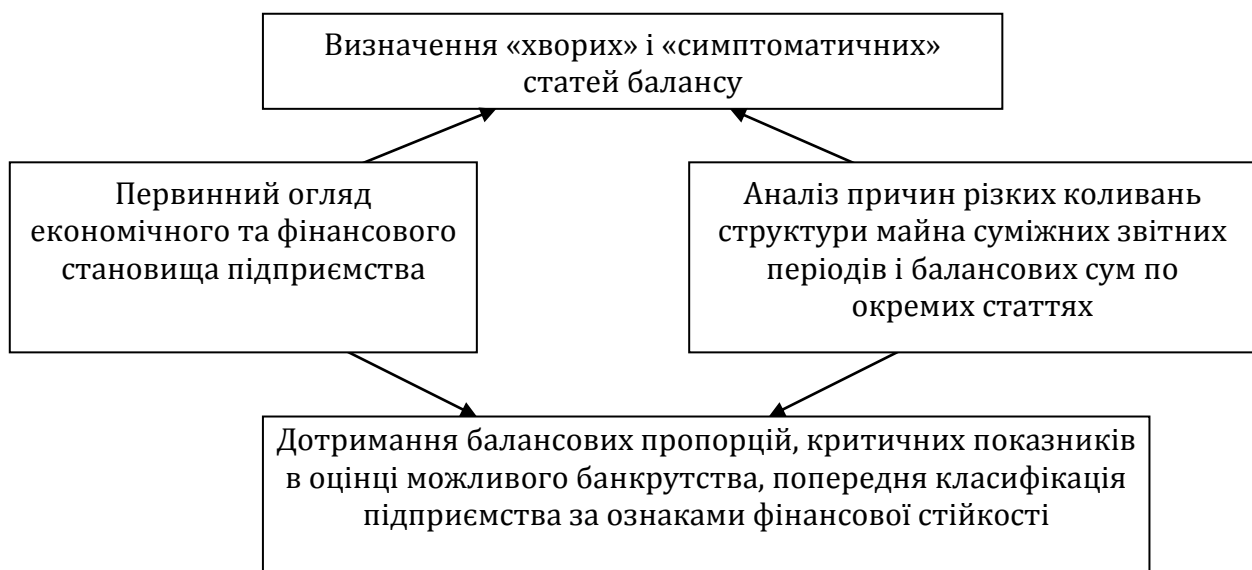 Визначення «хворих» і «симптоматичних»
статей балансу
Первинний огляд
економічного та фінансового
становища підприємства
Аналіз причин різких коливань
структури майна суміжних звітних
періодів і балансових сум по
окремих статтях
Дотримання балансових пропорцій, критичних показників
в оцінці можливого банкрутства, попередня класифікація
підприємства за ознаками фінансової стійкості